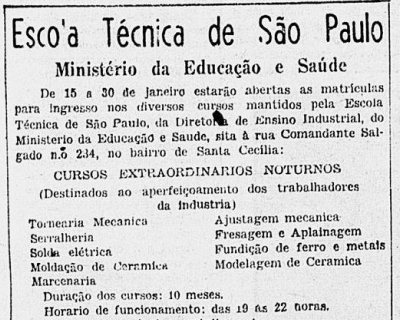 Esco'a Técnica de São Paulo
Ministério da Educação e Saúde
De 15 a 30 de janeiro estarão abertas as matrículas
para ingresso nos diversos cursos mantidos pela Escola
Técnica de São Paulo, da Diretoria de Ensino Industrial, do
Ministerio da Educação e Saude, sita à rua Comandante Sal-
gado n.o 234, no bairro de Santa Cecilia:
CURSOS EXTRAORDINARIOS NOTURNOS
(Destinados ao aperfeiçoamento dos trabalhadores
da industria)
Tornearia Mecanica Ajustagem mecanica
Serralheria Fresagem e Aplainagem
Solda elétrica Fundição de ferro e metais
Moldação de Ceramica Modelagem de Ceramica
Marcenaria
Duração dos cursos: 10 meses.
Horario de funcionamento: das 19 às 22 horas.